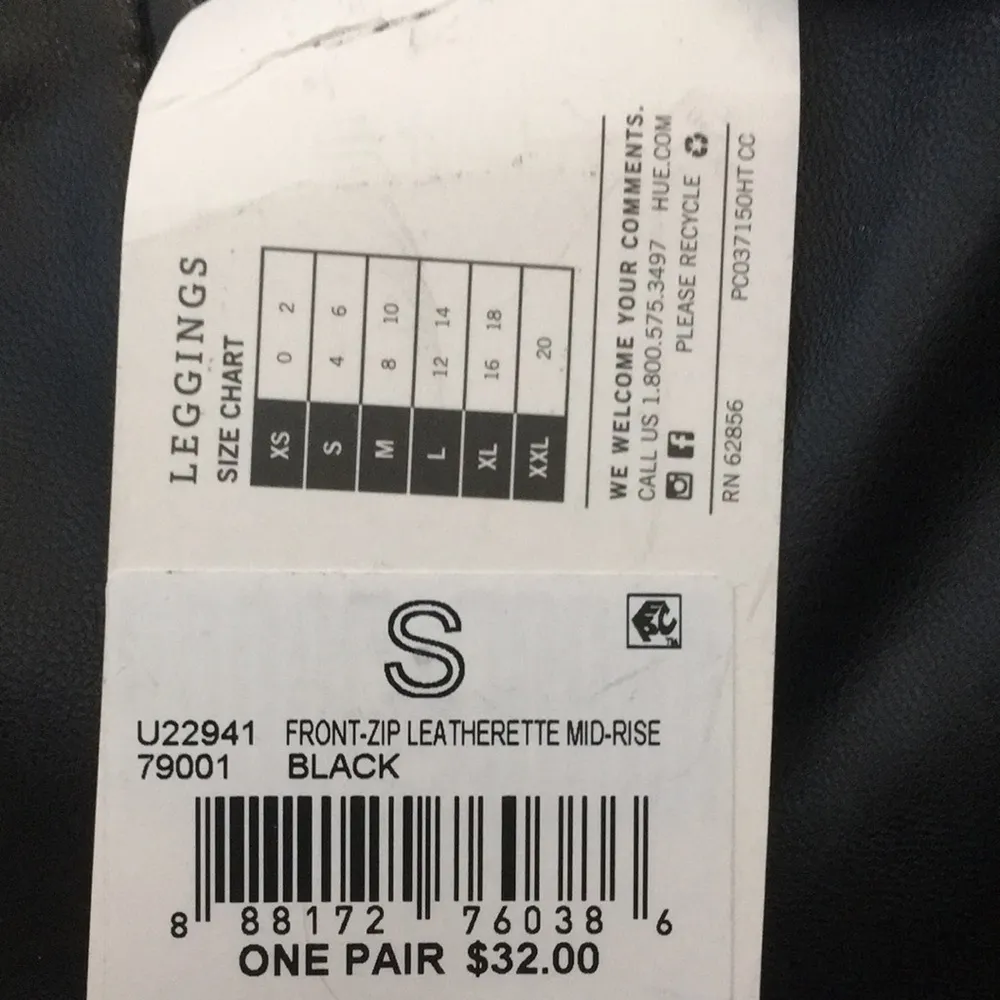 LEGGINGS
SIZE CHART
XS 0 2
S 4 6
M 8 10
L 12 14
XL 16 18
XXL 20
WE WELCOME YOUR COMMENTS.
CALL US 1.800.575.3497 HUE.COM
PLEASE RECYCLE
RN 62856 PC037150HT CC
S
U22941 FRONT-ZIP LEATHERETTE MID-RISE
79001 BLACK
8 88172 76038 6
ONE PAIR $32.00